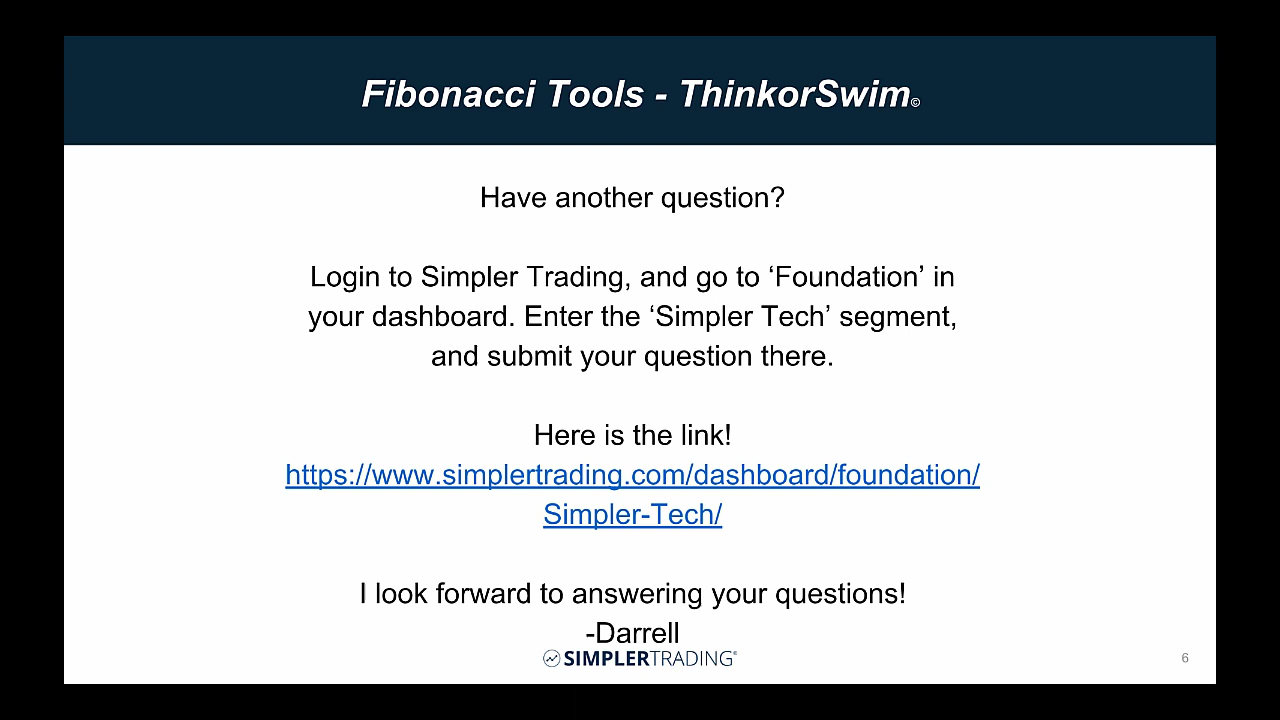 Fibonacci Tools - ThinkorSwim©
Have another question?
Login to Simpler Trading, and go to ‘Foundation’ in
your dashboard. Enter the ‘Simpler Tech’ segment,
and submit your question there.
Here is the link!
https://www.simplertrading.com/dashboard/foundation/
Simpler-Tech/
I look forward to answering your questions!
-Darrell
SIMPLERTRADING®
6